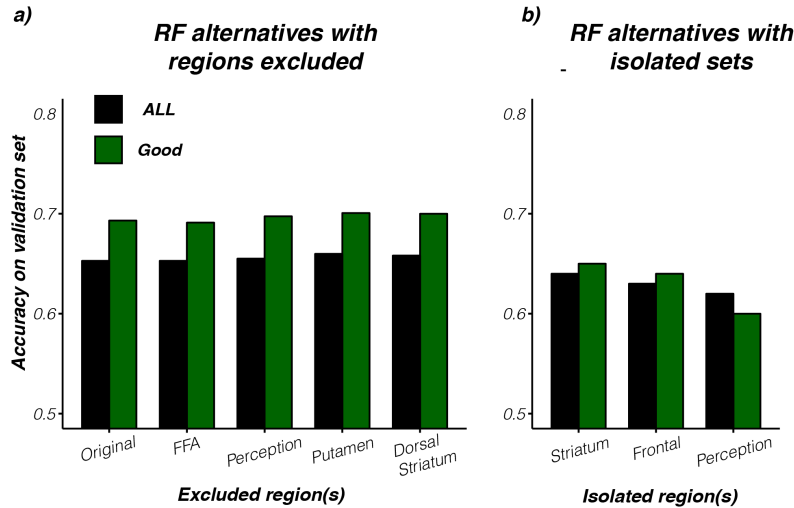 a)
RF alternatives with
regions excluded
ALL
Good
Accuracy on validation set
0.8
0.7
0.6
0.5
Original
FFA
Perception
Putamen
Dorsal
Striatum
Excluded region(s)
b)
RF alternatives with
isolated sets
-
0.8
0.7
0.6
0.5
Striatum
Frontal
Perception
Isolated region(s)